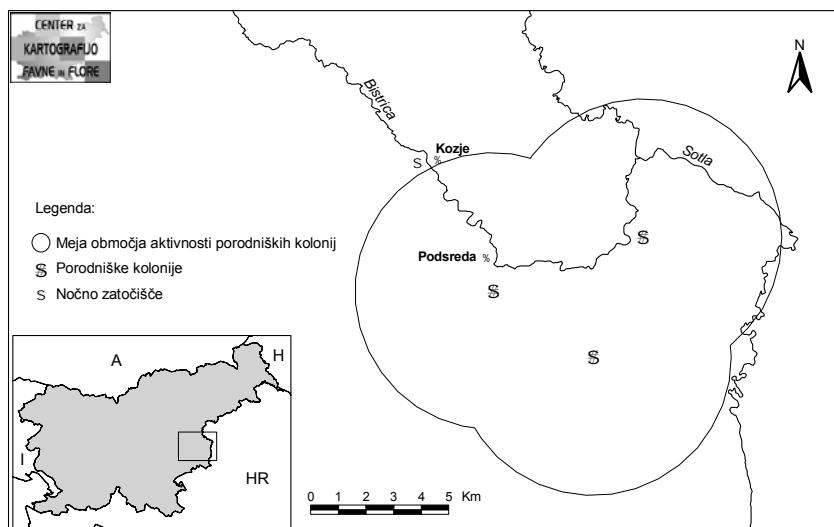 CENTER ZA
KARTOGRAFIJO
FAVNE IN FLORE
N
Bistrica
Kozje
S %
Sotla
Legenda:
Meja območja aktivnosti porodniških kolonij
S Porodniške kolonije
S Nočno zatočišče
Podsreda %
S
S
S
A
H
I
HR
0 1 2 3 4 5 Km